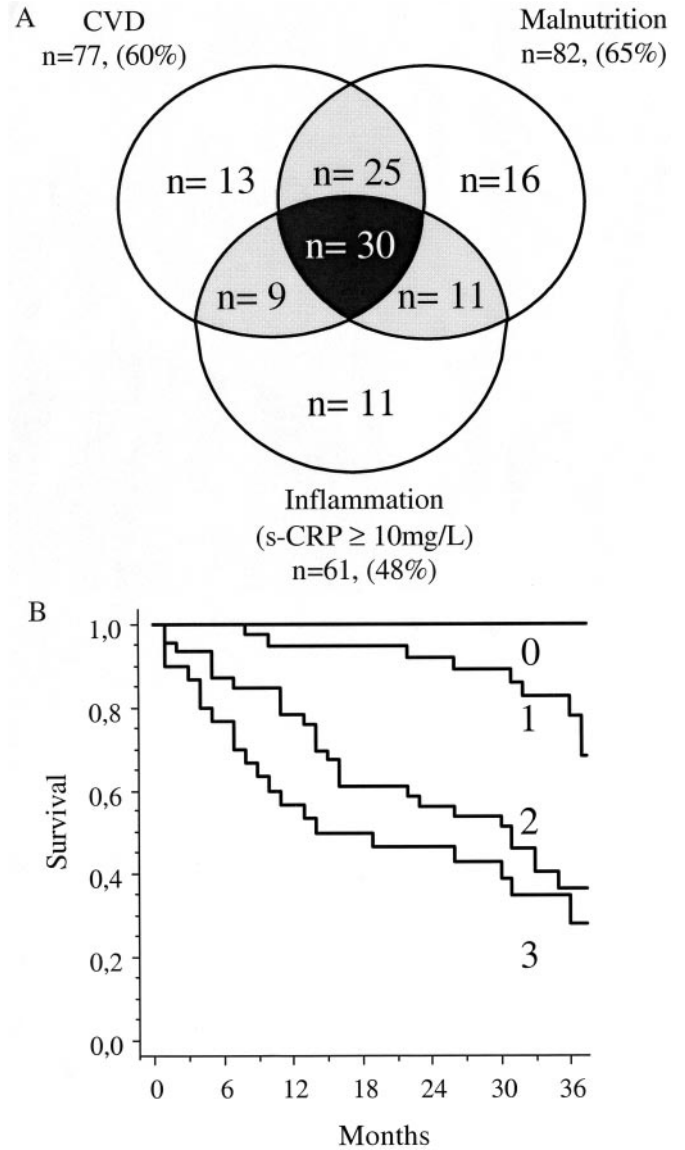 A
CVD
n=77, (60%)
Malnutrition
n=82, (65%)
n= 13
n= 25
n=16
n= 30
n= 9
n= 11
n= 11
Inflammation
(s-CRP ≥ 10mg/L)
n=61, (48%)
B
1,0
0,8
0,6
0,4
0,2
0,0
Survival
0
1
2
3
0 6 12 18 24 30 36
Months